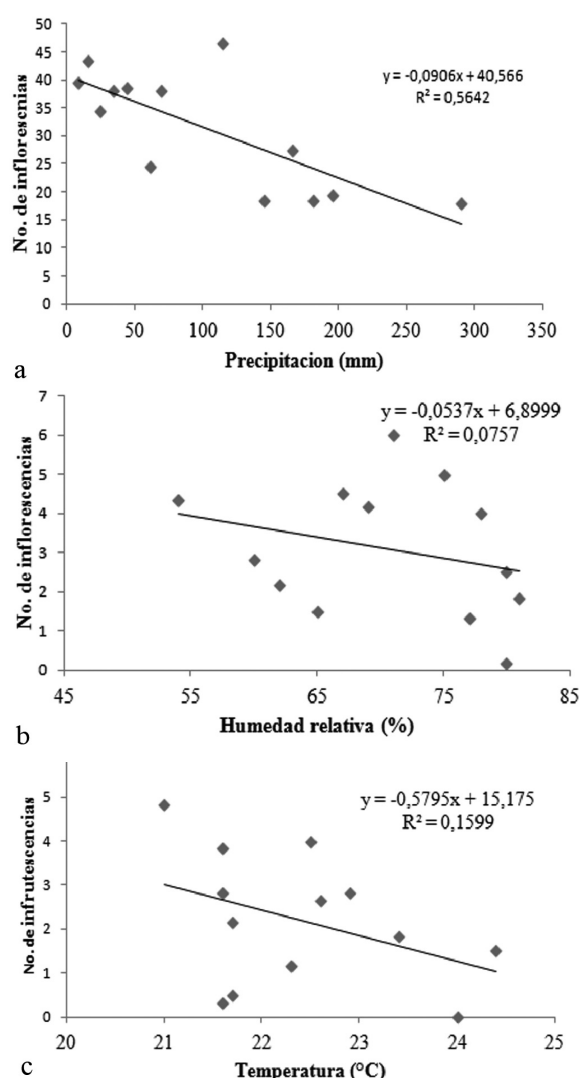 No. de inflorescnias
50
45
40
35
30
25
20
15
10
5
0
y = -0,0906x + 40,566
R² = 0,5642
0 50 100 150 200 250 300 350
Precipitacion (mm)
a
No. de inflorescencias
7
6
5
4
3
2
1
0
y = -0,0537x + 6,8999
R² = 0,0757
45 55 65 75 85
Humedad relativa (%)
b
No. de infrutescencias
5
4
3
2
1
0
y = -0,5795x + 15,175
R² = 0,1599
20 21 22 23 24 25
Temperatura (°C)
c